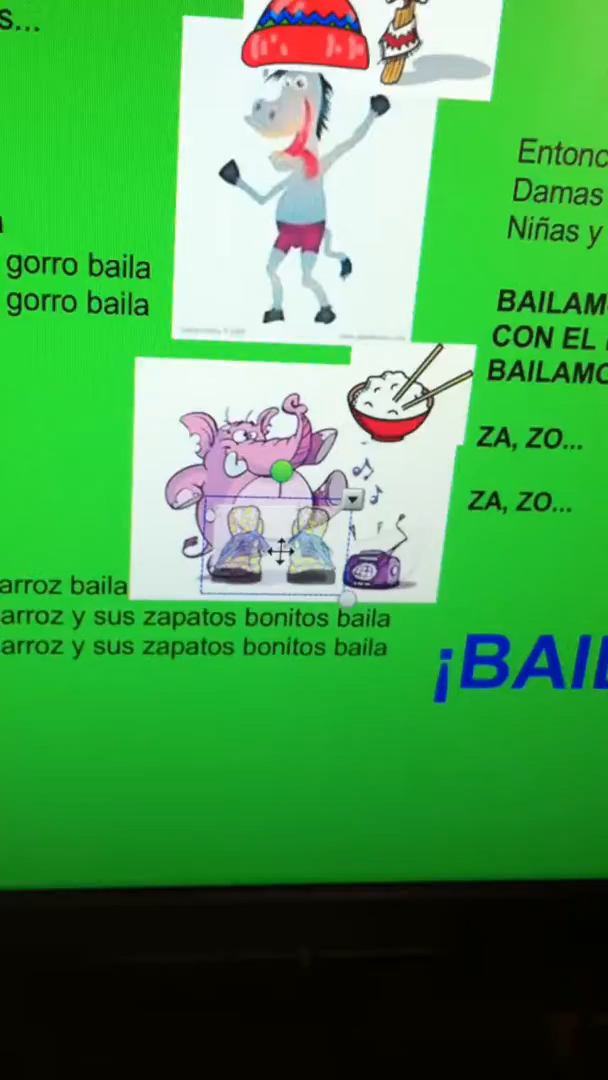 s...
gorro baila
gorro baila
arroz baila
arroz y sus zapatos bonitos baila
arroz y sus zapatos bonitos baila
Entonc
Damas
Niñas y
BAILAM
CON EL
BAILAMO
ZA, ZO...
ZA, ZO...
¡BAIL